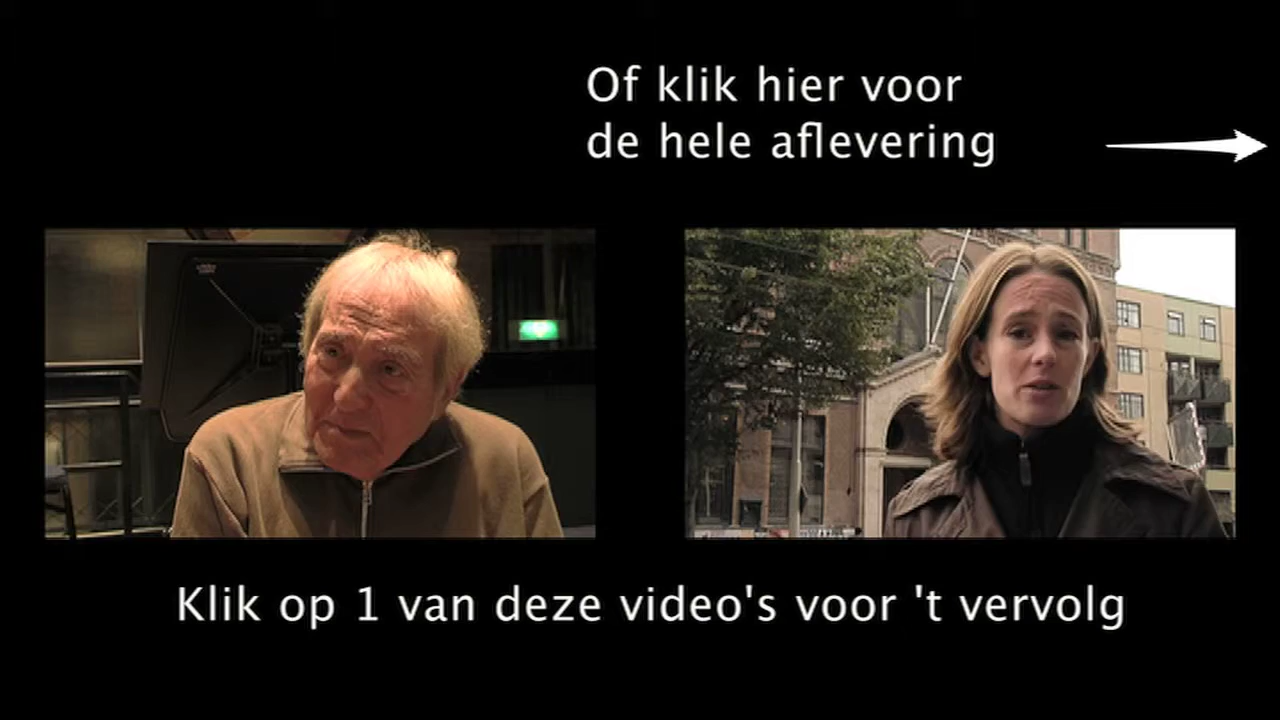 Of klik hier voor
de hele aflevering
Klik op 1 van deze video's voor 't vervolg